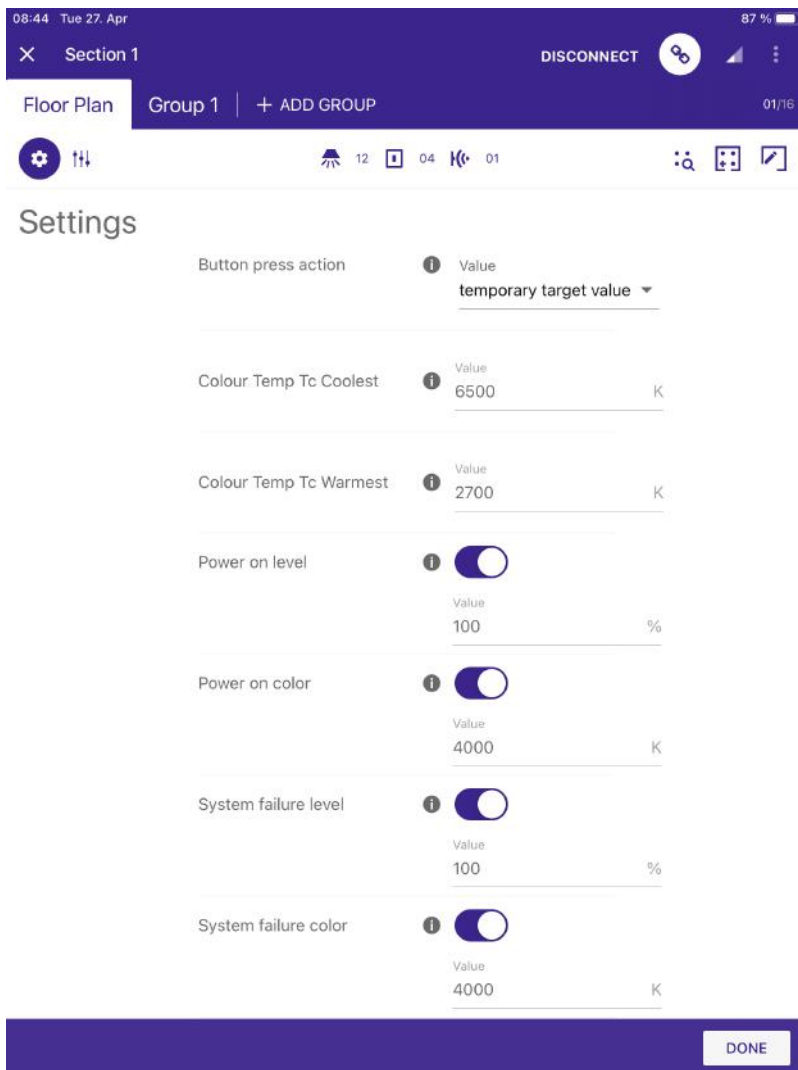 08:44 Tue 27. Apr 87 %
Section 1 DISCONNECT
Floor Plan Group 1 + ADD GROUP 01/16
12 04 01
Settings
Button press action Value
temporary target value
Colour Temp Tc Coolest Value
6500 K
Colour Temp Tc Warmest Value
2700 K
Power on level
Value
100 %
Power on color
Value
4000 K
System failure level
Value
100 %
System failure color
Value
4000 K
DONE